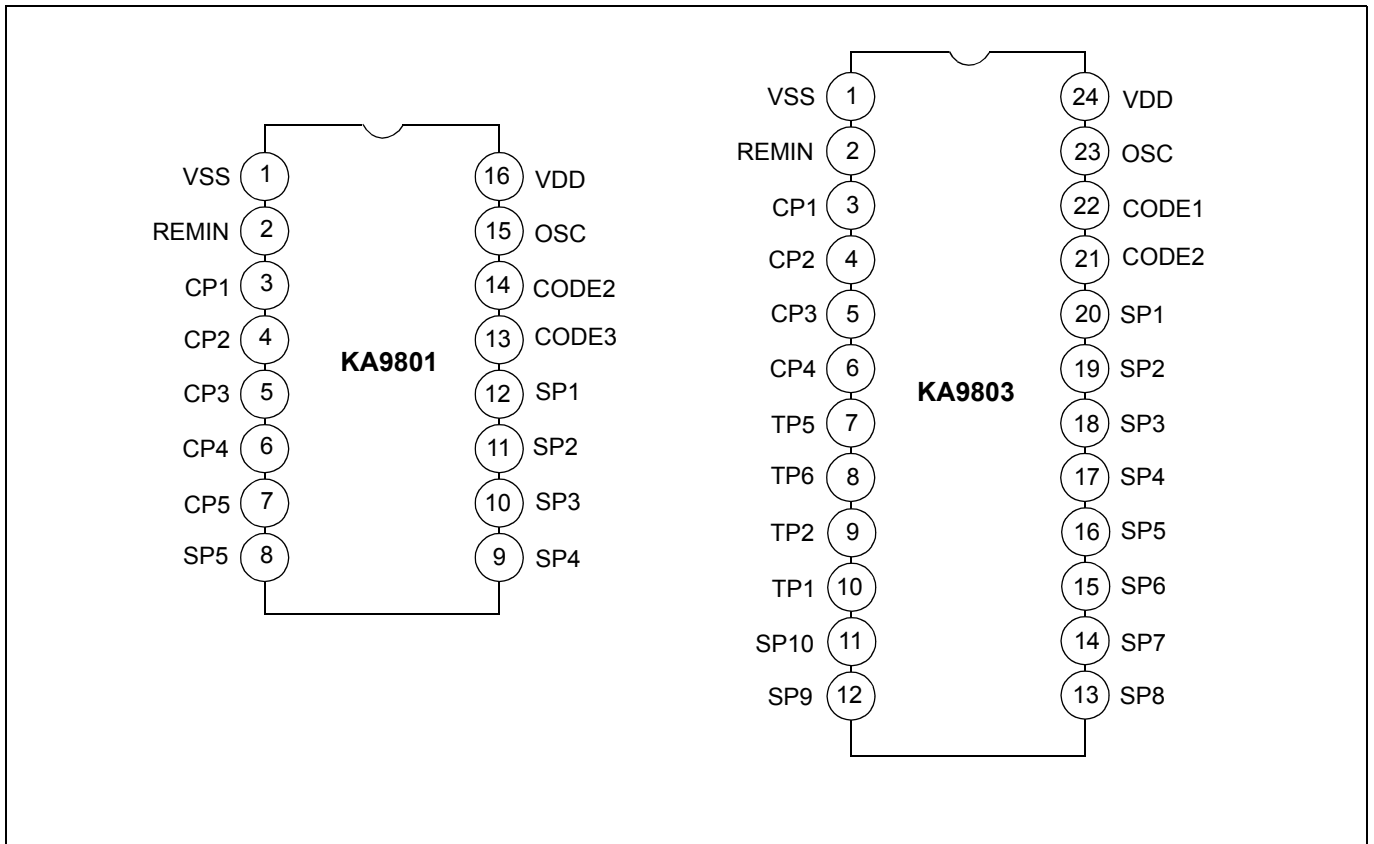 VSS 1
16 VDD
REMIN 2
15 OSC
CP1 3
14 CODE2
CP2 4
13 CODE3
KA9801
CP3 5
12 SP1
CP4 6
11 SP2
CP5 7
10 SP3
SP5 8
9 SP4
VSS 1
24 VDD
REMIN 2
23 OSC
CP1 3
22 CODE1
CP2 4
21 CODE2
CP3 5
20 SP1
CP4 6
19 SP2
KA9803
TP5 7
18 SP3
TP6 8
17 SP4
TP2 9
16 SP5
TP1 10
15 SP6
SP10 11
14 SP7
SP9 12
13 SP8